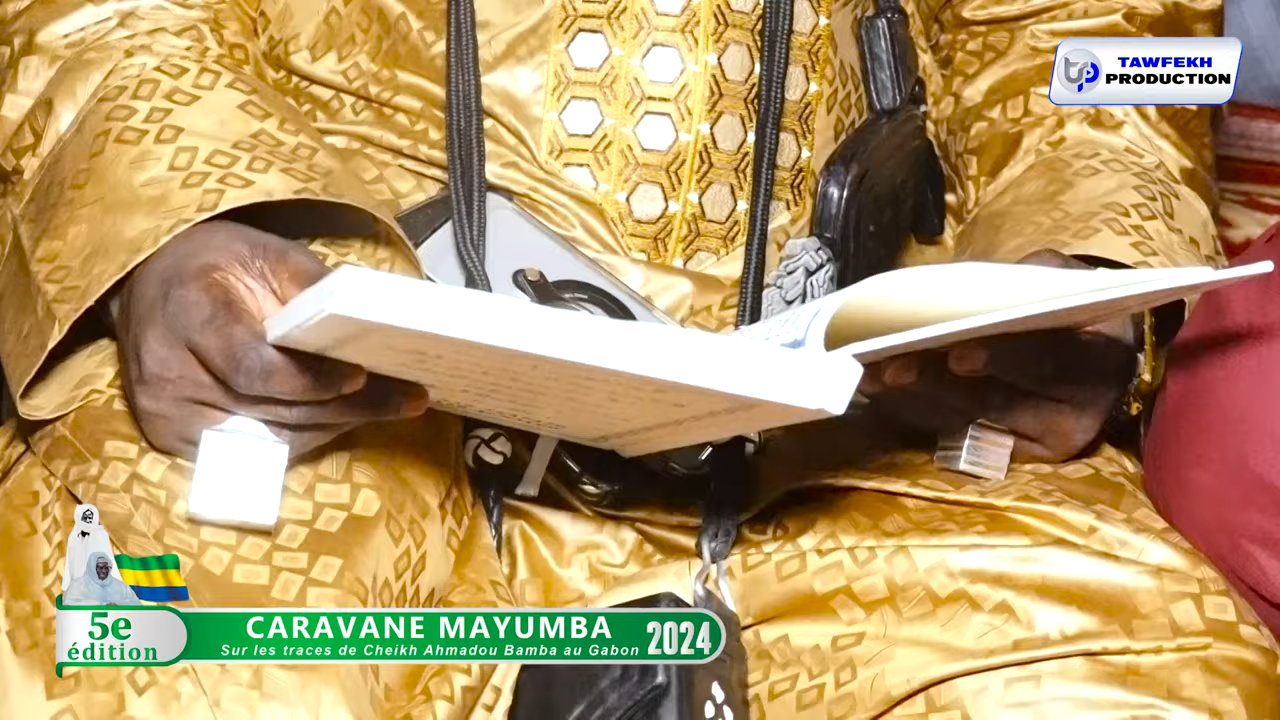 TAWFEKH
PRODUCTION
5e
édition
CARAVANE MAYUMBA
Sur les traces de Cheikh Ahmadou Bamba au Gabon
2024